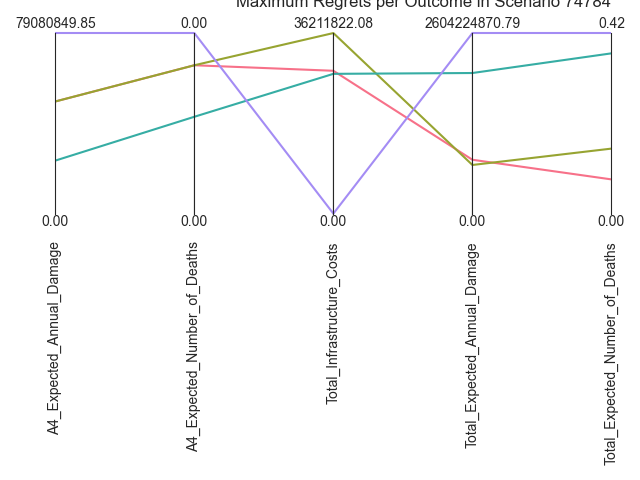 Maximum Regrets per Outcome in Scenario 74784
79080849.85 0.00 36211822.08 2604224870.79 0.42
0.00 0.00 0.00 0.00 0.00
A4_Expected_Annual_Damage
A4_Expected_Number_of_Deaths
Total_Infrastructure_Costs
Total_Expected_Annual_Damage
Total_Expected_Number_of_Deaths